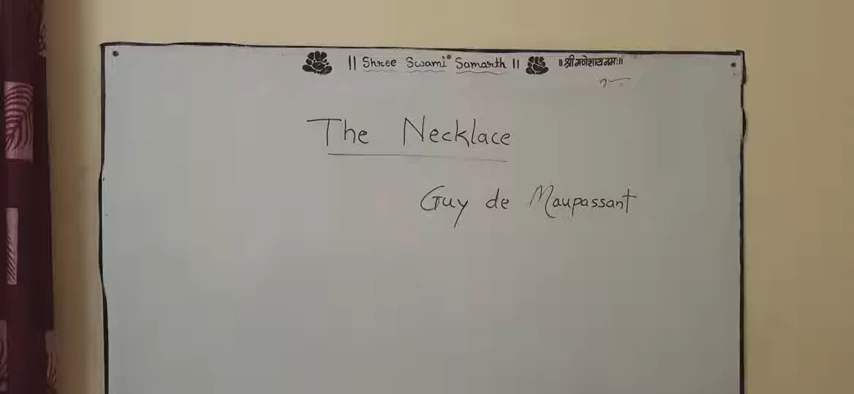 || Shree Swami Samarth || ॥ श्री गणेशाय नमः॥
The Necklace
Guy de Maupassant